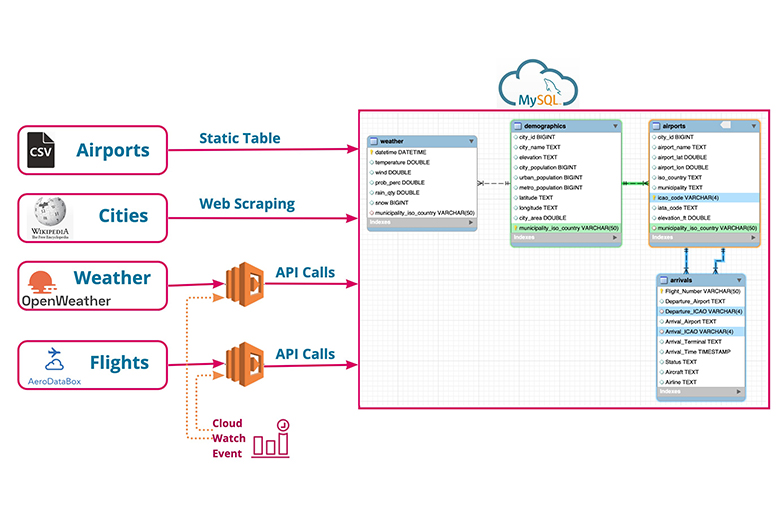 MySQL
CSV
Airports
Static Table
WIKIPEDIA
The Free Encyclopedia
Cities
Web Scraping
Weather
OpenWeather
API Calls
Flights
AeroDataBox
API Calls
Cloud
Watch
Event
weather
datetime DATETIME
temperature DOUBLE
wind DOUBLE
prob_perc DOUBLE
rain_qty DOUBLE
snow BIGINT
municipality_iso_country VARCHAR(50)
Indexes
demographics
city_id BIGINT
city_name TEXT
elevation TEXT
city_population BIGINT
urban_population BIGINT
metro_population BIGINT
latitude TEXT
longitude TEXT
city_area DOUBLE
municipality_iso_country VARCHAR(50)
Indexes
airports
city_id BIGINT
airport_name TEXT
airport_lat DOUBLE
airport_lon DOUBLE
iso_country TEXT
municipality TEXT
icao_code VARCHAR(4)
iata_code TEXT
elevation_ft DOUBLE
municipality_iso_country VARCHAR(50)
Indexes
arrivals
Flight_Number VARCHAR(50)
Departure_Airport TEXT
Departure_ICAO VARCHAR(4)
Arrival_Airport TEXT
Arrival_ICAO VARCHAR(4)
Arrival_Terminal TEXT
Arrival_Time TIMESTAMP
Status TEXT
Aircraft TEXT
Airline TEXT
Indexes